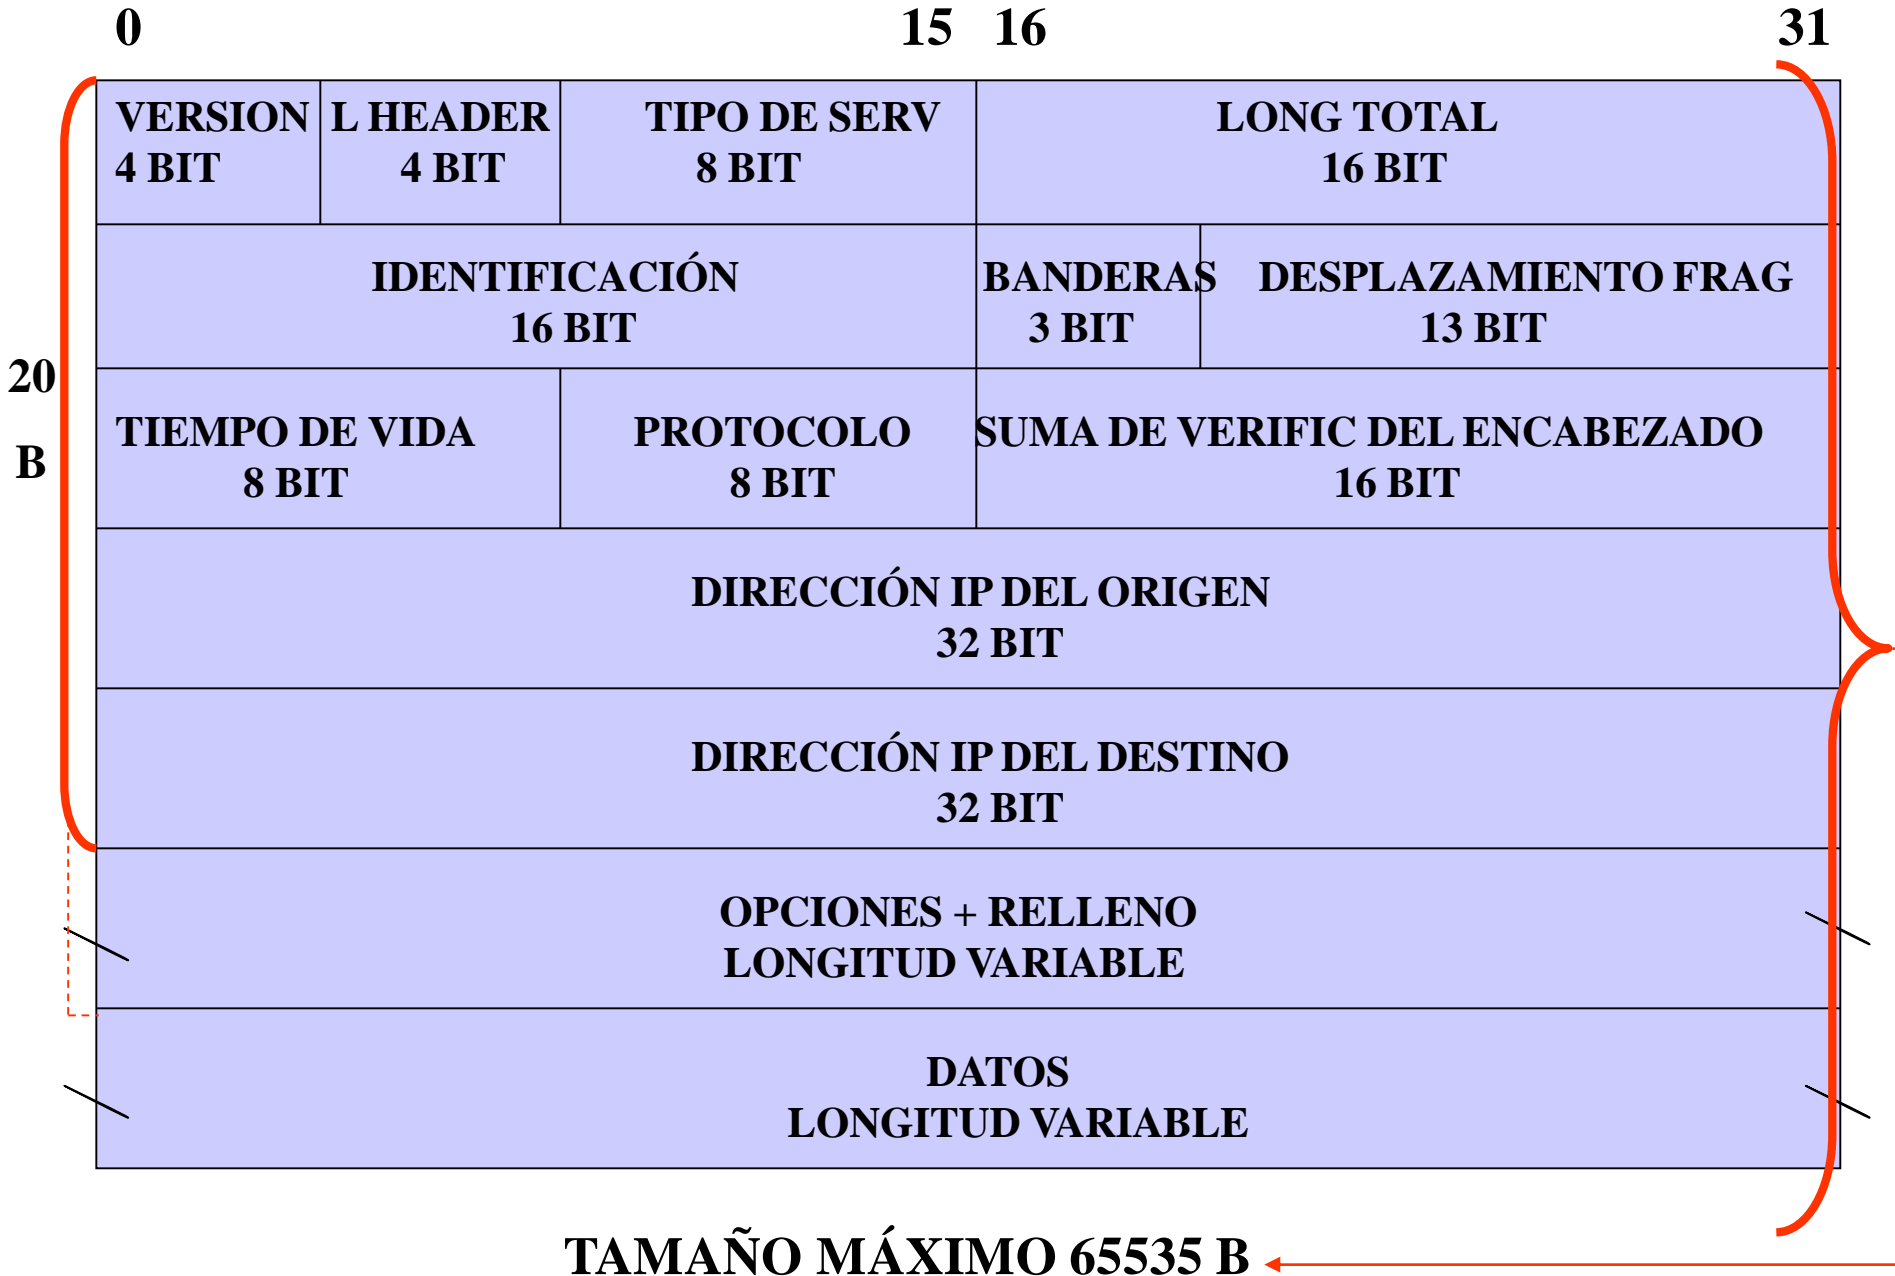 0 15 16 31
VERSION L HEADER TIPO DE SERV LONG TOTAL
4 BIT 4 BIT 8 BIT 16 BIT
IDENTIFICACIÓN BANDERAS DESPLAZAMIENTO FRAG
16 BIT 3 BIT 13 BIT
20
B
TIEMPO DE VIDA PROTOCOLO SUMA DE VERIFIC DEL ENCABEZADO
8 BIT 8 BIT 16 BIT
DIRECCIÓN IP DEL ORIGEN
32 BIT
DIRECCIÓN IP DEL DESTINO
32 BIT
OPCIONES + RELLENO
LONGITUD VARIABLE
DATOS
LONGITUD VARIABLE
TAMAÑO MÁXIMO 65535 B